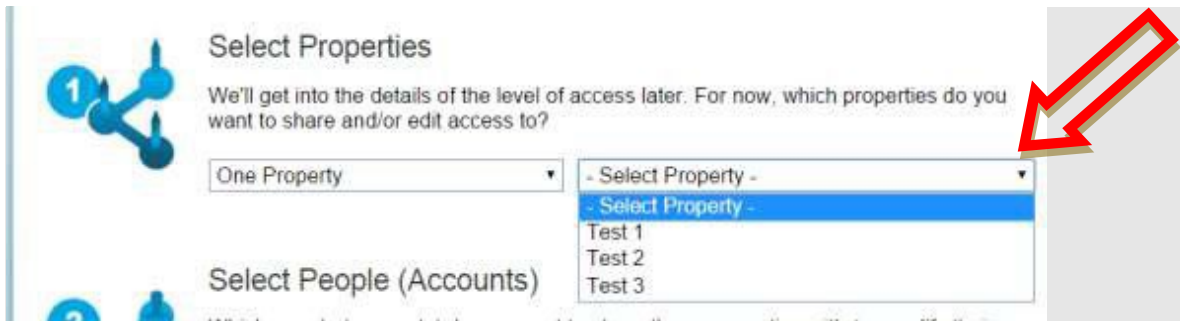 1
Select Properties
We'll get into the details of the level of access later. For now, which properties do you
want to share and/or edit access to?
One Property
- Select Property -
- Select Property -
Test 1
Test 2
Test 3
Select People (Accounts)